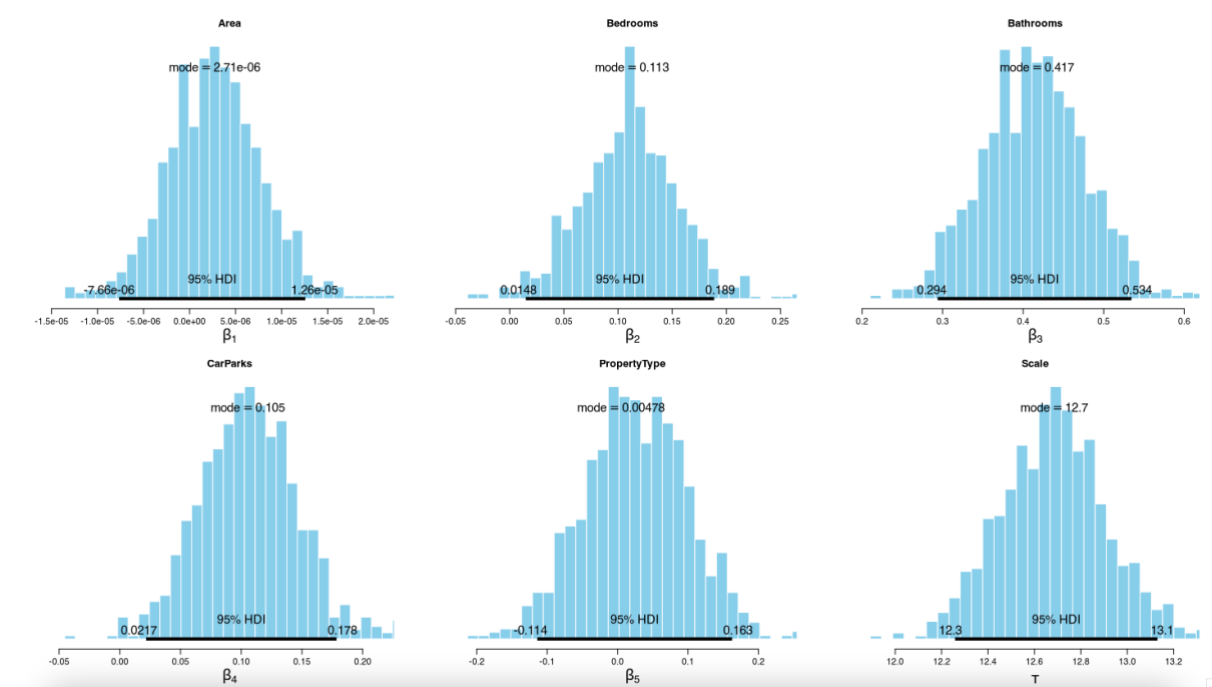 Area
mode = 2.71e-06
95% HDI
-7.66e-06 1.26e-05
-1.5e-05 -1.0e-05 -5.0e-06 0.0e+00 5.0e-06 1.0e-05 1.5e-05 2.0e-05
β1
Bedrooms
mode = 0.113
95% HDI
0.0148 0.189
-0.05 0.00 0.05 0.10 0.15 0.20 0.25
β2
Bathrooms
mode = 0.417
95% HDI
0.294 0.534
0.2 0.3 0.4 0.5 0.6
β3
CarParks
mode = 0.105
95% HDI
0.0217 0.178
-0.05 0.00 0.05 0.10 0.15 0.20
β4
PropertyType
mode = 0.00478
95% HDI
-0.114 0.163
-0.2 -0.1 0.0 0.1 0.2
β5
Scale
mode = 12.7
95% HDI
12.3 13.1
12.0 12.2 12.4 12.6 12.8 13.0 13.2
τ